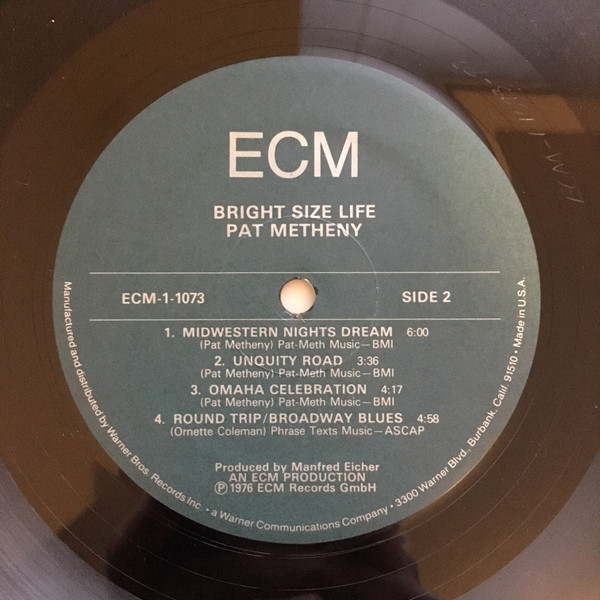 ECM
BRIGHT SIZE LIFE
PAT METHENY
ECM-1-1073 SIDE 2
1. MIDWESTERN NIGHTS DREAM 6:00
(Pat Metheny) Pat-Meth Music—BMI
2. UNQUITY ROAD 3:36
(Pat Metheny) Pat-Meth Music—BMI
3. OMAHA CELEBRATION 4:17
(Pat Metheny) Pat-Meth Music—BMI
4. ROUND TRIP/BROADWAY BLUES 4:58
(Ornette Coleman) Phrase Texts Music—ASCAP
Produced by Manfred Eicher
AN ECM PRODUCTION
Ⓟ 1976 ECM Records GmbH
Manufactured and distributed by Warner Bros. Records Inc. • a Warner Communications Company • 3300 Warner Blvd., Burbank, Calif. 91510 • Made in U.S.A.